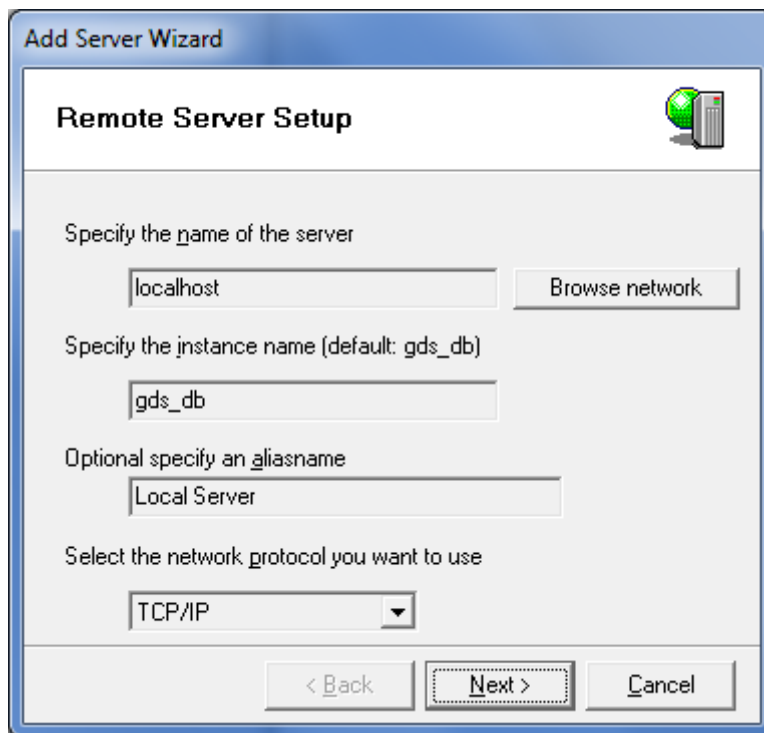 Add Server Wizard
Remote Server Setup
Specify the name of the server
localhost
Browse network
Specify the instance name (default: gds_db)
gds_db
Optional specify an aliasname
Local Server
Select the network protocol you want to use
TCP/IP
< Back
Next >
Cancel